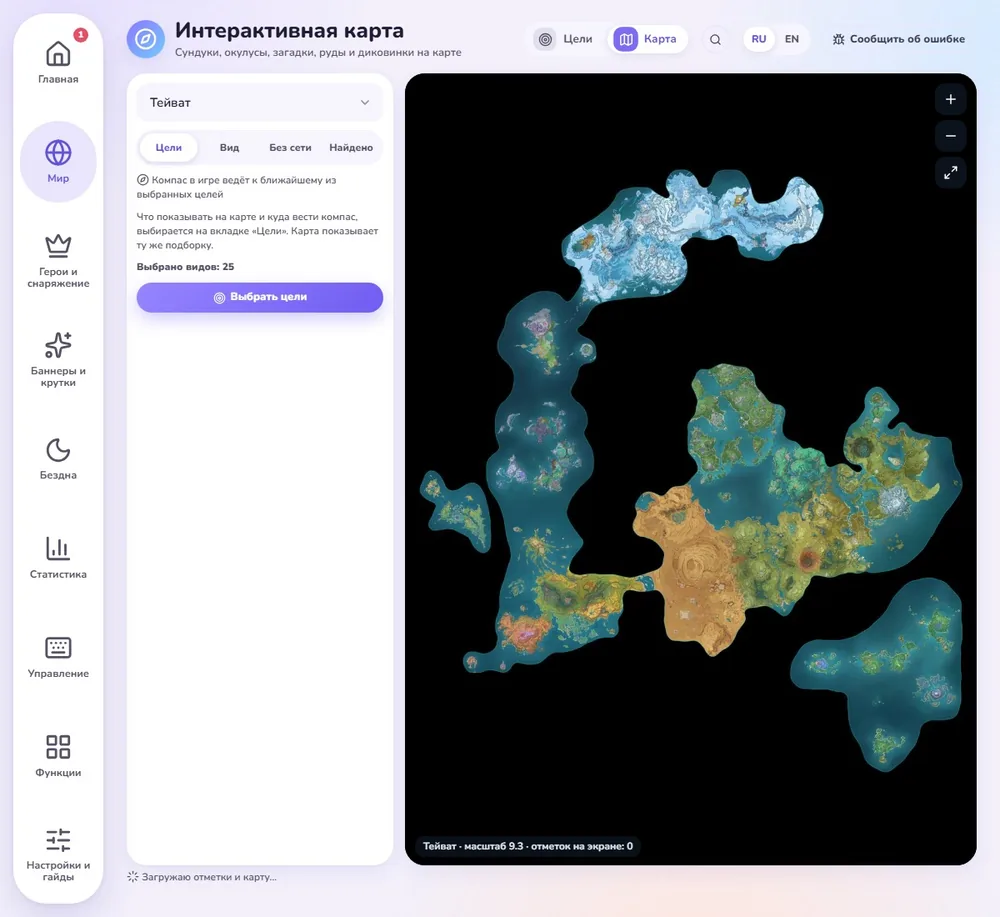 1
Главная
Мир
Герои и
снаряжение
Баннеры и
крутки
Бездна
Статистика
Управление
Функции
Настройки и
гайды
Интерактивная карта
Сундуки, окулусы, загадки, руды и диковинки на карте
Цели
Карта
RU
EN
Сообщить об ошибке
Тейват
Цели
Вид
Без сети
Найдено
Компас в игре ведёт к ближайшему из
выбранных целей
Что показывать на карте и куда вести компас,
выбирается на вкладке «Цели». Карта показывает
ту же подборку.
Выбрано видов: 25
Выбрать цели
Тейват · масштаб 9.3 · отметок на экране: 0
Загружаю отметки и карту...